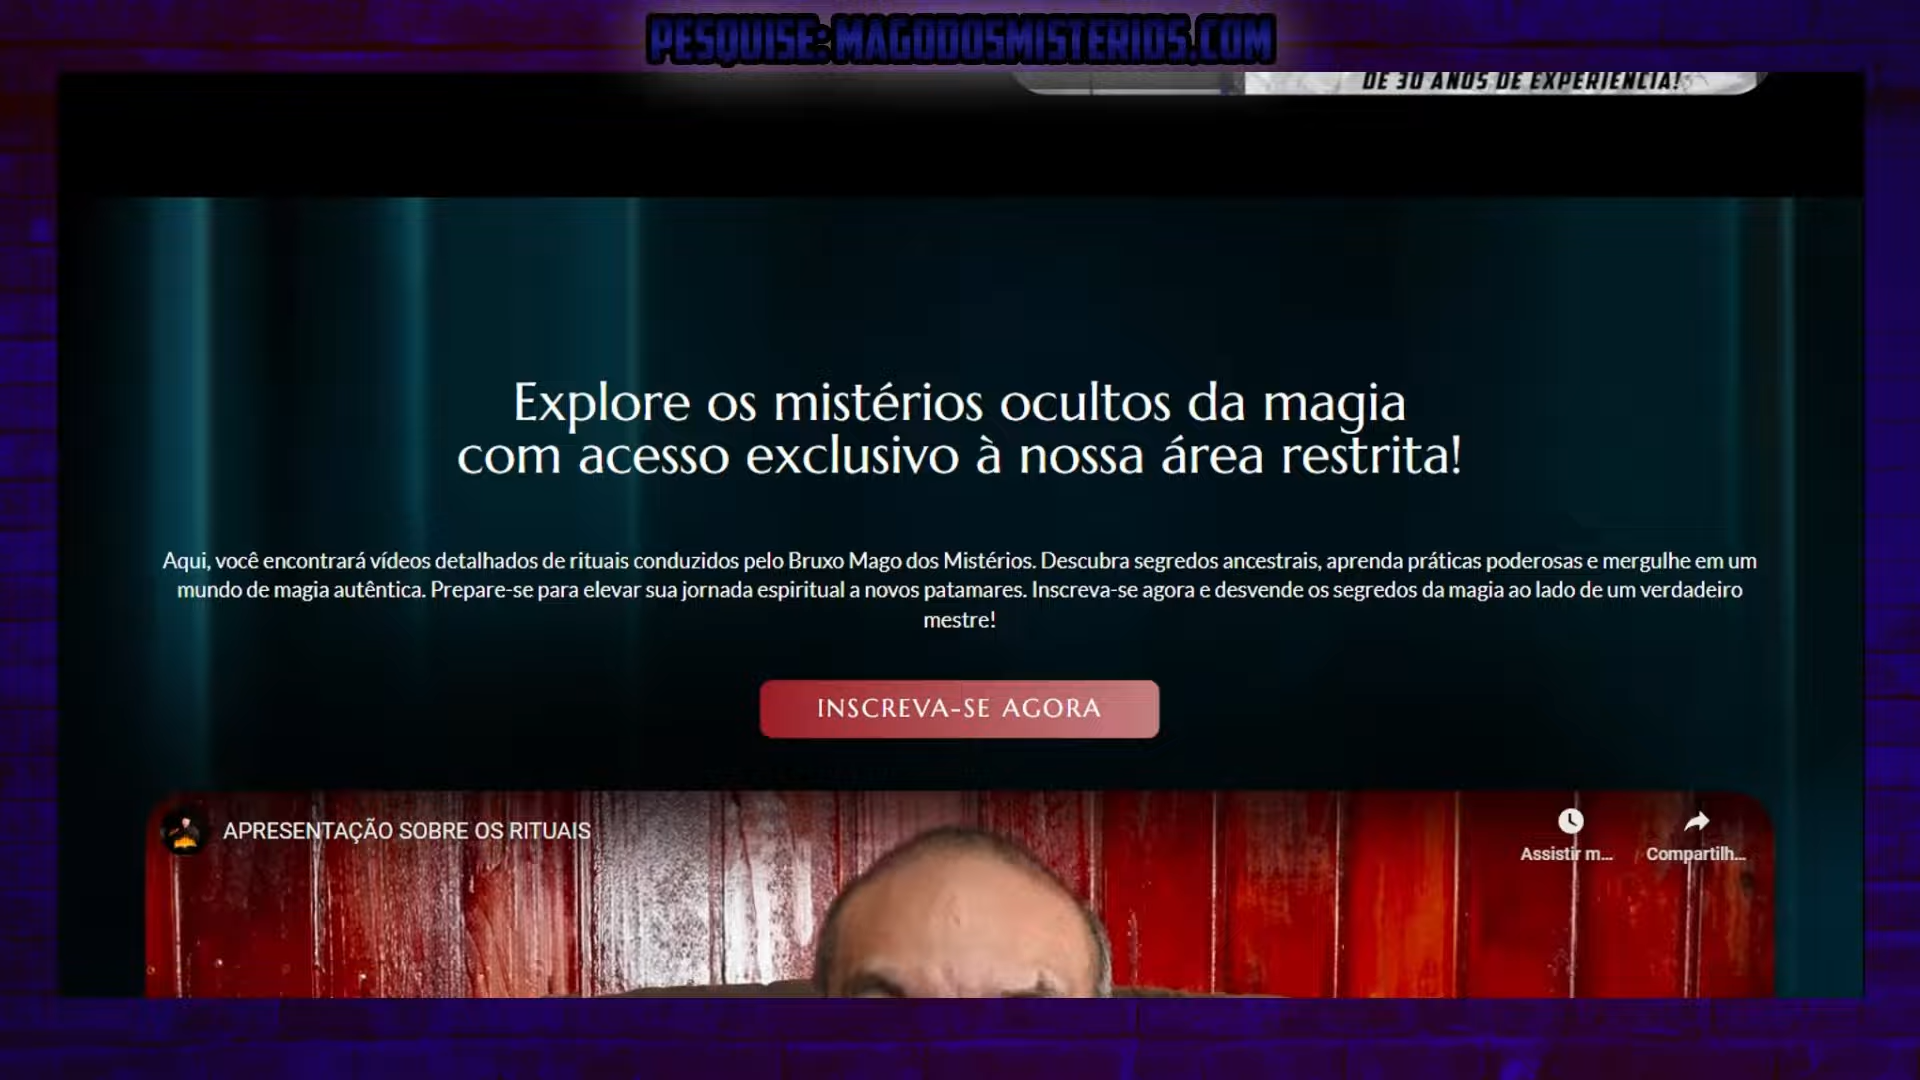 PESQUISE: MAGODOSMISTERIOS.COM
DE 30 ANOS DE EXPERIÊNCIA!
Explore os mistérios ocultos da magia
com acesso exclusivo à nossa área restrita!
Aqui, você encontrará vídeos detalhados de rituais conduzidos pelo Bruxo Mago dos Mistérios. Descubra segredos ancestrais, aprenda práticas poderosas e mergulhe em um
mundo de magia autêntica. Prepare-se para elevar sua jornada espiritual a novos patamares. Inscreva-se agora e desvende os segredos da magia ao lado de um verdadeiro
mestre!
INSCREVA-SE AGORA
APRESENTAÇÃO SOBRE OS RITUAIS
Assistir m...
Compartilh...